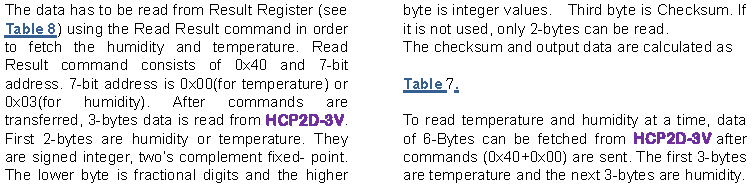 The data has to be read from Result Register (see
Table 8) using the Read Result command in order
to fetch the humidity and temperature. Read
Result command consists of 0x40 and 7-bit
address. 7-bit address is 0x00(for temperature) or
0x03(for humidity). After commands are
transferred, 3-bytes data is read from HCP2D-3V.
First 2-bytes are humidity or temperature. They
are signed integer, two's complement fixed- point.
The lower byte is fractional digits and the higher
byte is integer values. Third byte is Checksum. If
it is not used, only 2-bytes can be read.
The checksum and output data are calculated as
Table 7.
To read temperature and humidity at a time, data
of 6-Bytes can be fetched from HCP2D-3V after
commands (0x40+0x00) are sent. The first 3-bytes
are temperature and the next 3-bytes are humidity.